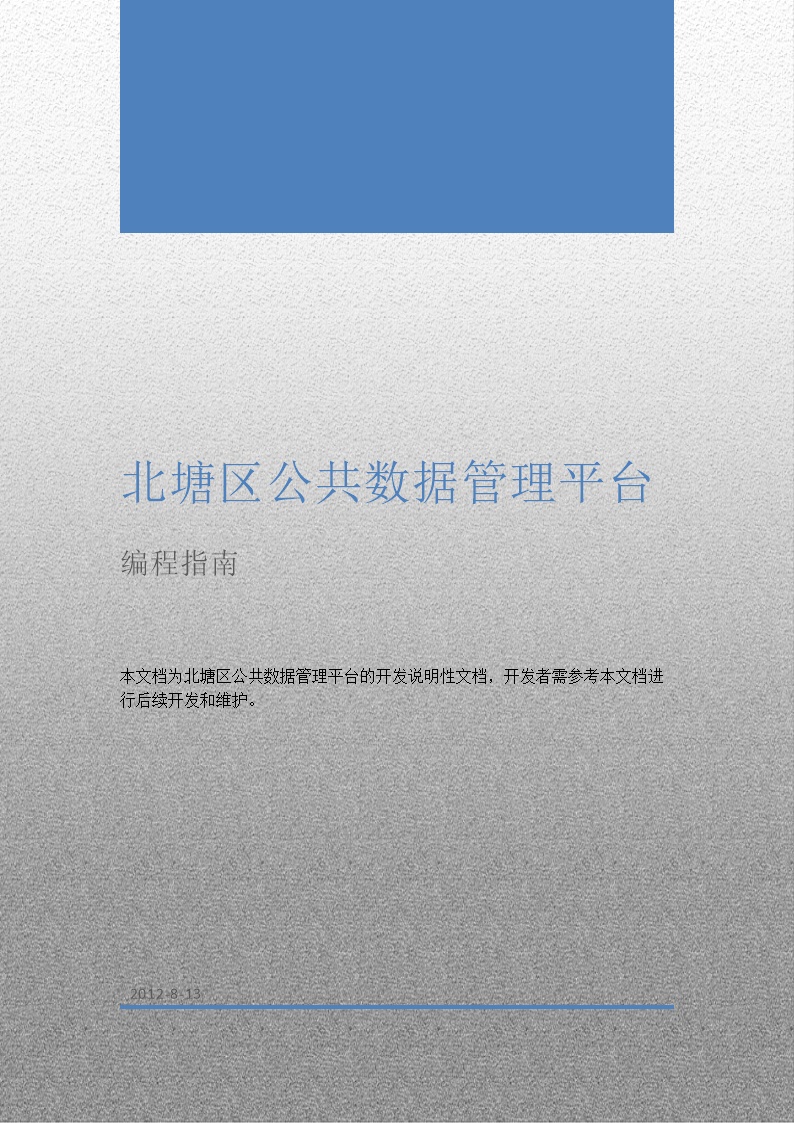 北塘区公共数据管理平台
编程指南
本文档为北塘区公共数据管理平台的开发说明性文档，开发者需参考本文档进
行后续开发和维护。
2012-8-13